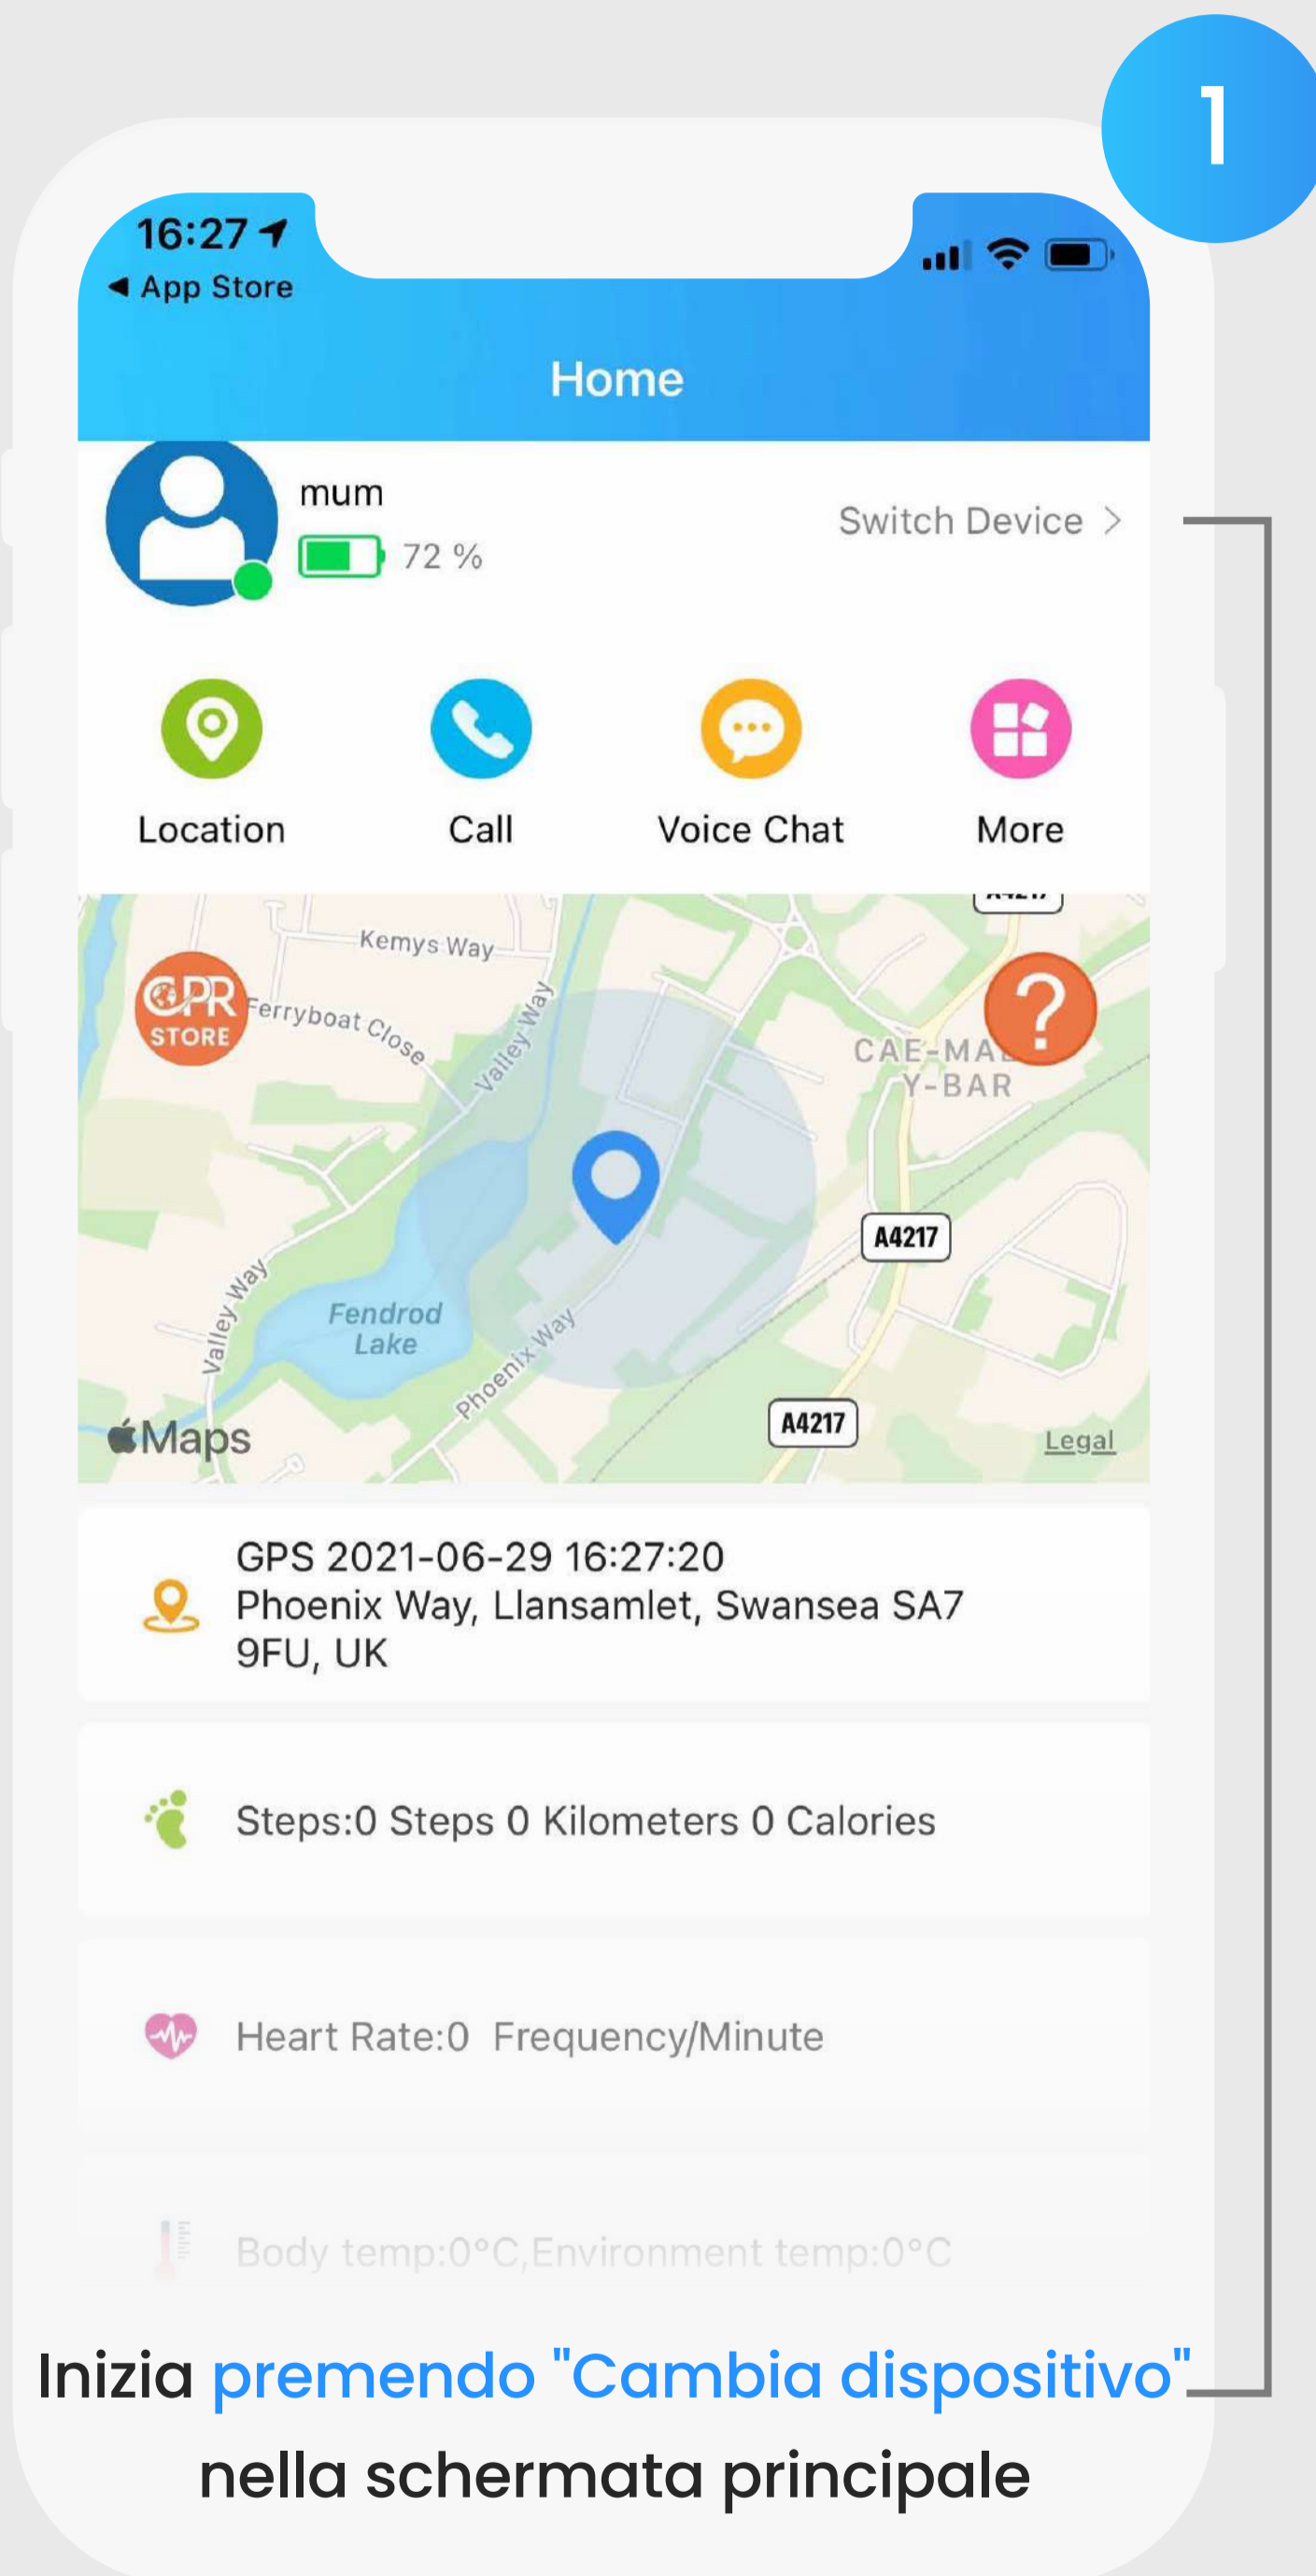 1
16:27
App Store
Home
mum
72 %
Switch Device
Location
Call
Voice Chat
More
A4217
Kemys Way
CPR
STORE
Ferryboat Close
Valley Way
?
Y-BAR
A4217
Valley Way
Fendrod
Lake
Phoenix Way
A4217
Maps
Legal
GPS 2021-06-29 16:27:20
Phoenix Way, Llansamlet, Swansea SA7
9FU, UK
Steps:0 Steps 0 Kilometers 0 Calories
Heart Rate:0 Frequency/Minute
Body temp:0°C,Environment temp:0°C
Inizia premendo "Cambia dispositivo"
nella schermata principale